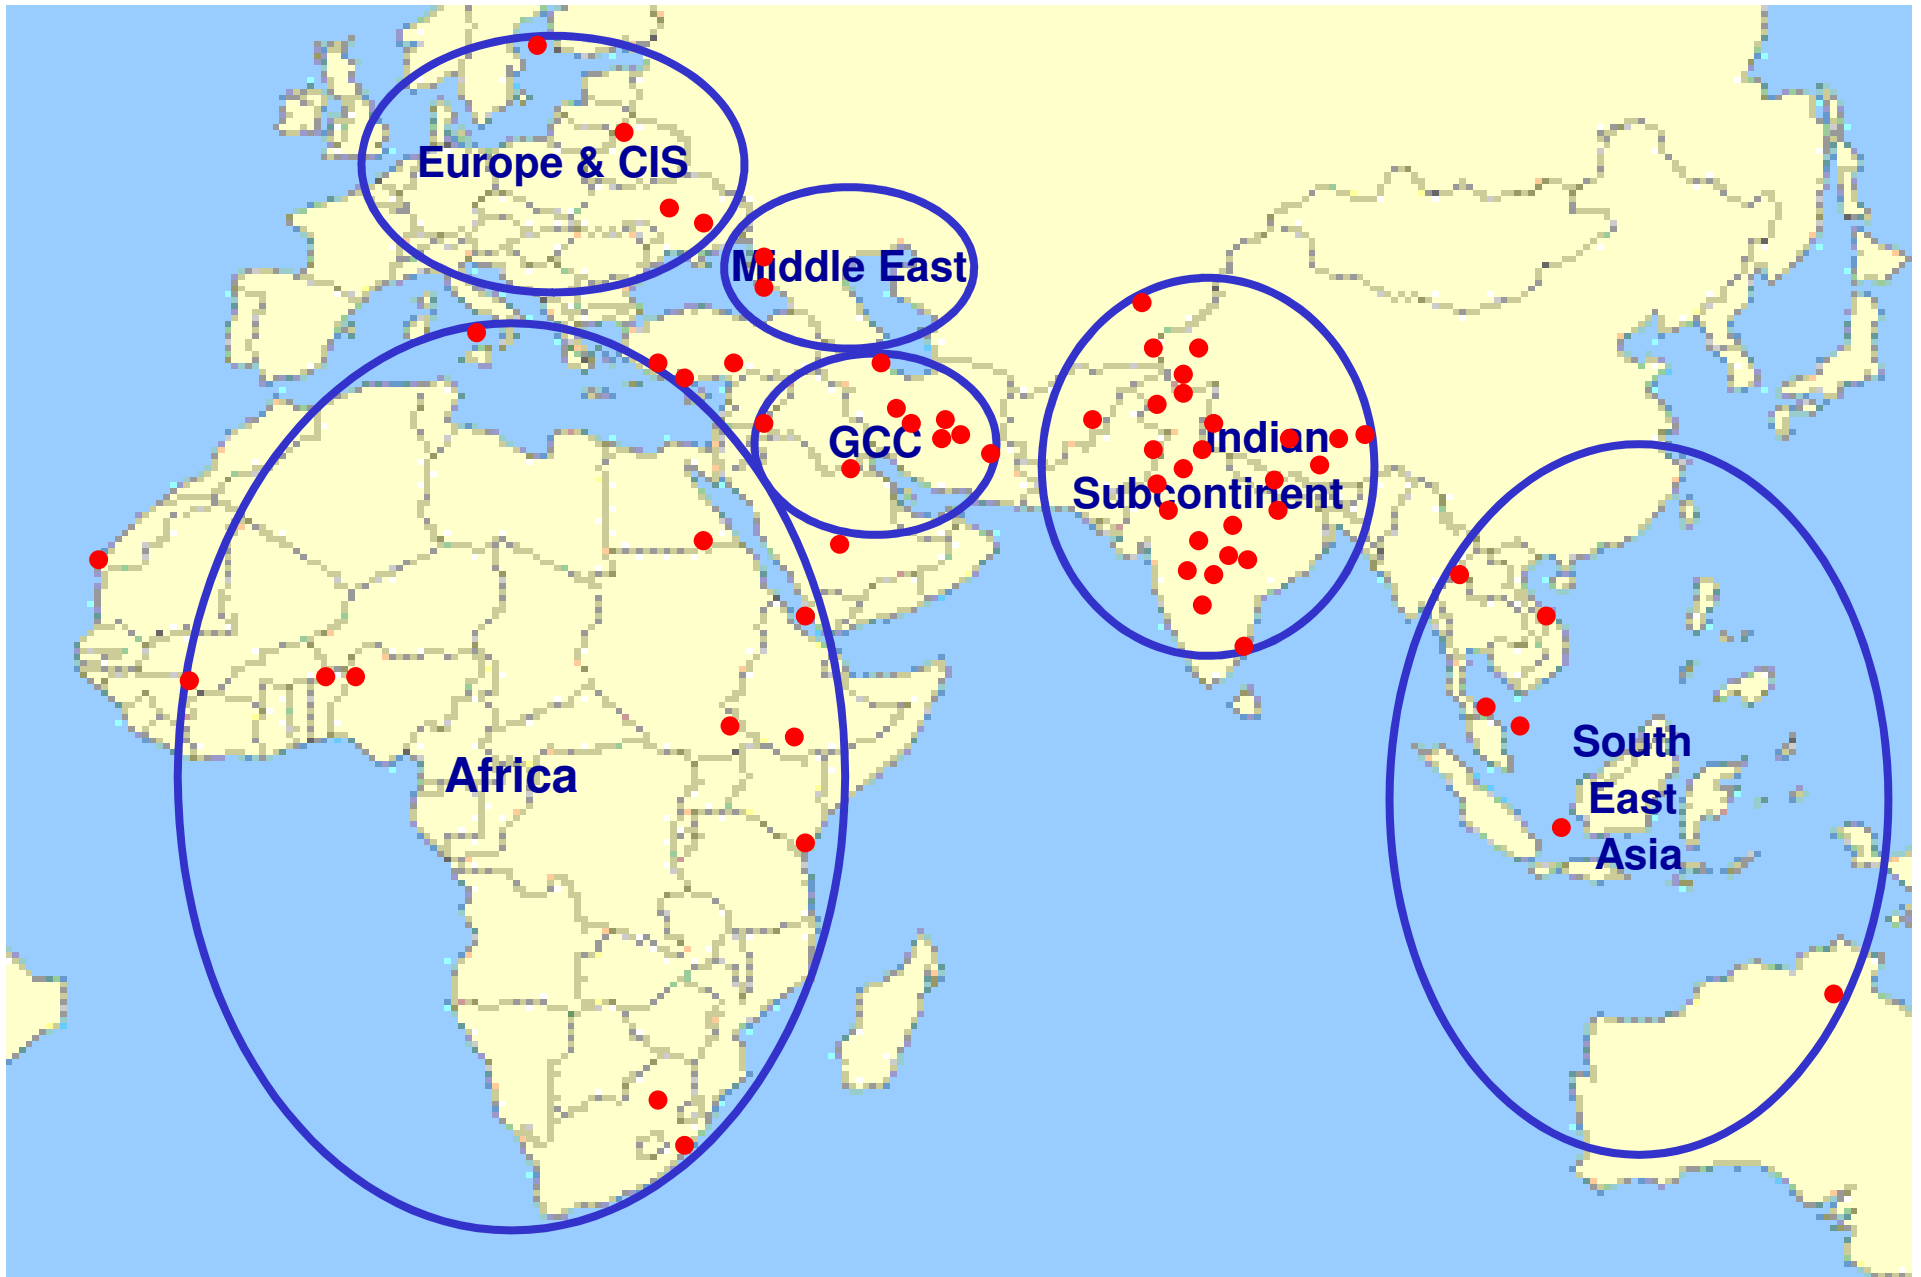 Europe & CIS
Middle East
GCC
Indian
Subcontinent
Africa
South
East
Asia